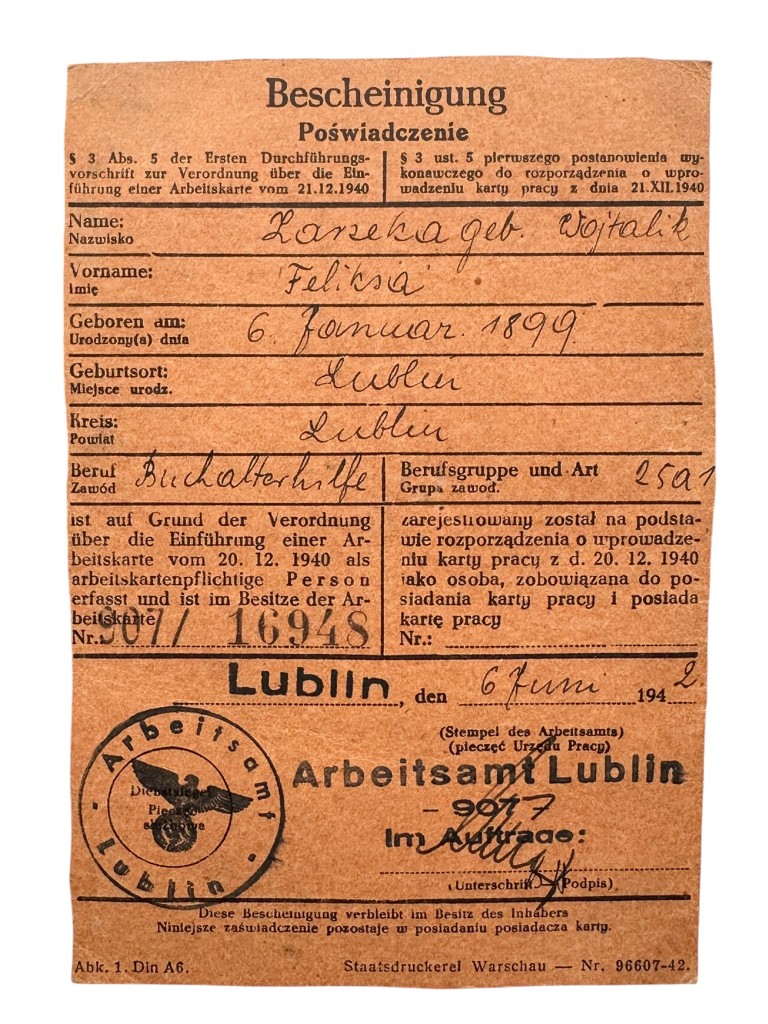 Bescheinigung
Poświadczenie
§ 3 Abs. 5 der Ersten Durchführungs-
vorschrift zur Verordnung über die Ein-
führung einer Arbeitskarte vom 21.12.1940
§ 3 ust. 5 pierwszego postanowienia wy-
konawczego do rozporządzenia o wpro-
wadzeniu karty pracy z dnia 21.XII.1940
Name: Zarzeka geb. Wojtalik
Nazwisko
Vorname: Feliksa
Imię
Geboren am: 6. Januar. 1899
Urodzony(a) dnia
Geburtsort: Lublin
Miejsce urodz.
Kreis: Lublin
Powiat
Beruf Buchalterhilfe
Zawód
Berufsgruppe und Art 25a1
Grupa zawod.
ist auf Grund der Verordnung
über die Einführung einer Ar-
beitskarte vom 20. 12. 1940 als
arbeitskartenpflichtige Person
erfasst und ist im Besitze der Ar-
beitskarte
Nr.: 907/ 16948
zarejestrowany został na podsta-
wie rozporządzenia o wprowadze-
niu karty pracy z d. 20. 12. 1940
jako osoba, zobowiązana do po-
siadania karty pracy i posiada
kartę pracy
Nr.:
Lublin, den 6 Juni 1942.
(Stempel des Arbeitsamts)
(pieczęć Urzędu Pracy)
Arbeitsamt Lublin
- 907
Im Auftrage:
(Unterschrift) (Podpis)
Arbeitsamt
Lublin
Dienstsiegel
Pieczęć
służbowa
Diese Bescheinigung verbleibt im Besitz des Inhabers
Niniejsze zaświadczenie pozostaje w posiadaniu posiadacza karty.
Abk. 1. Din A6.
Staatsdruckerei Warschau — Nr. 96607-42.